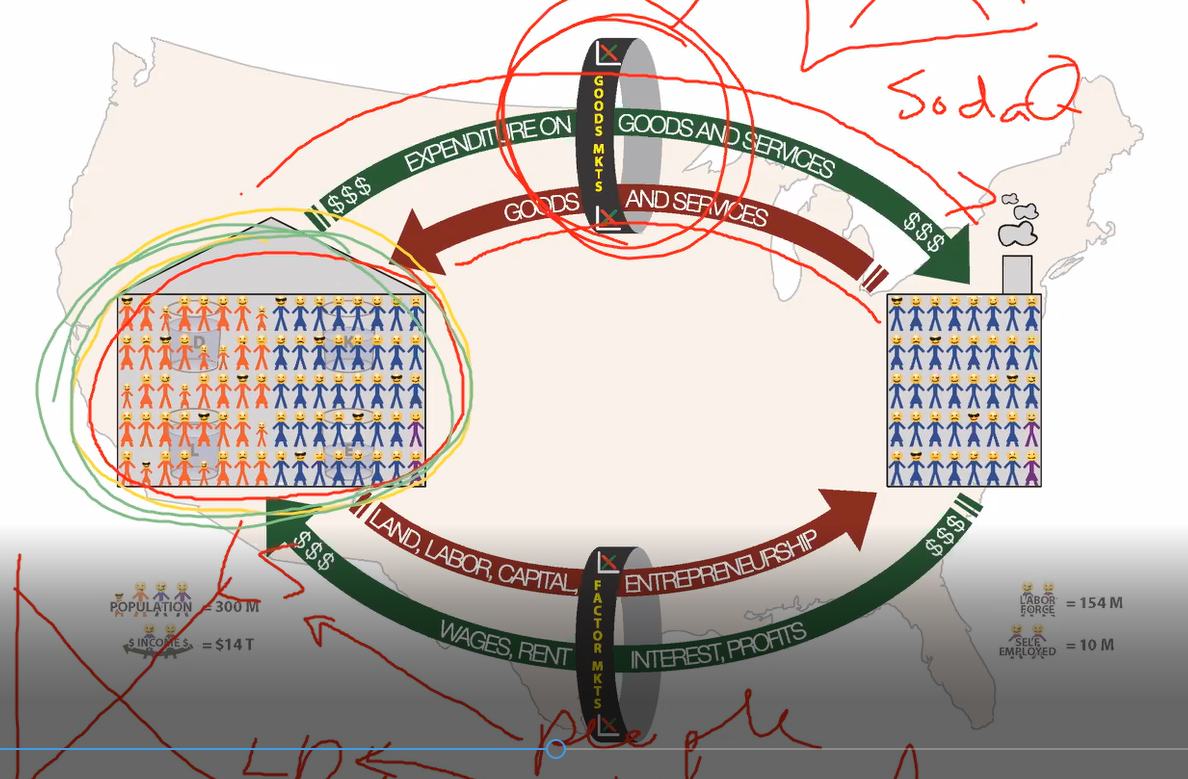 SodaQ
EXPENDITURE ON GOODS AND SERVICES
$$$
$$$
GOODS MKTS
GOODS AND SERVICES
D
K
L
E
LAND, LABOR, CAPITAL, ENTREPRENEURSHIP
$$$
$$$
FACTOR MKTS
WAGES, RENT INTEREST, PROFITS
POPULATION = 300 M
$ INCOME $ = $14 T
LABOR FORCE = 154 M
SELF EMPLOYED = 10 M
S
people